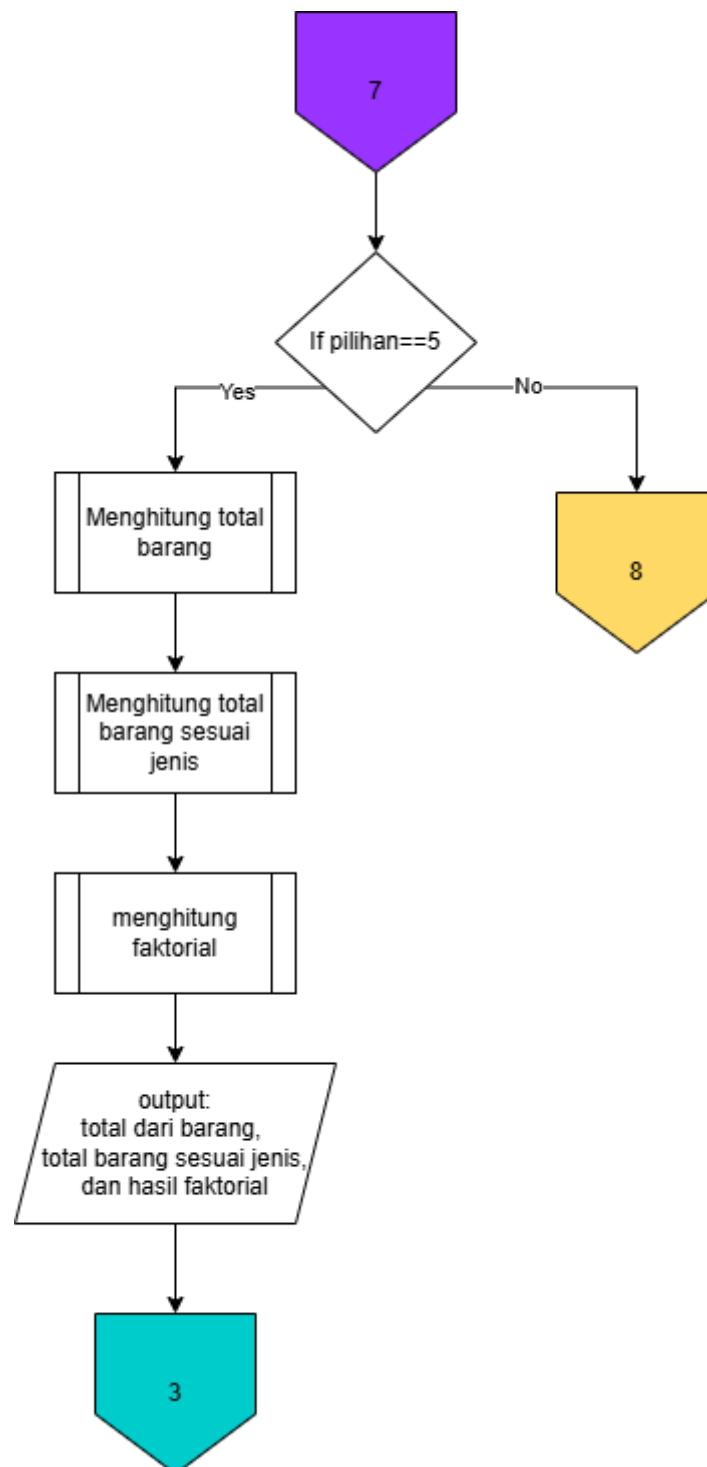 7
If pilihan==5
Yes
No
Menghitung total
barang
8
Menghitung total
barang sesuai
jenis
menghitung
faktorial
output:
total dari barang,
total barang sesuai jenis,
dan hasil faktorial
3